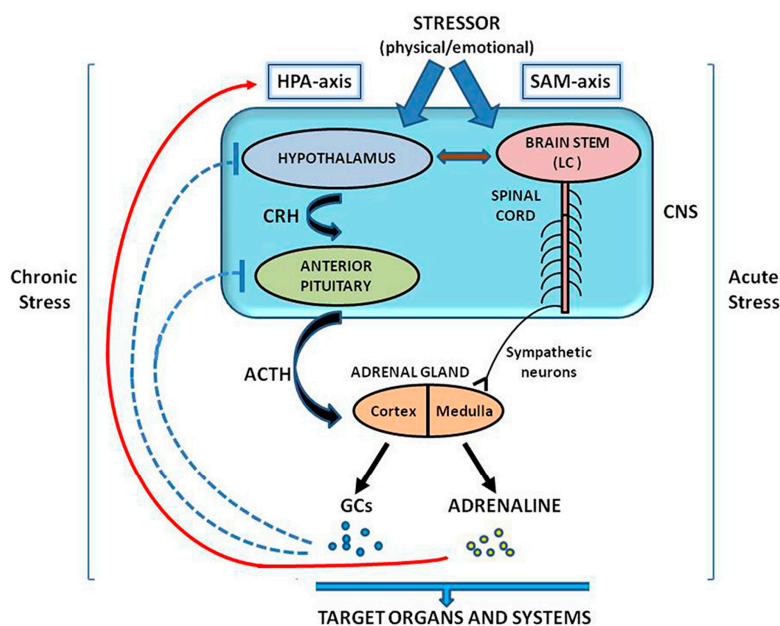 STRESSOR
(physical/emotional)
HPA-axis
SAM-axis
HYPOTHALAMUS
BRAIN STEM
(LC )
SPINAL
CORD
CNS
CRH
ANTERIOR
PITUITARY
Chronic
Stress
Acute
Stress
ACTH
ADRENAL GLAND
Sympathetic
neurons
Cortex
Medulla
GCs
ADRENALINE
TARGET ORGANS AND SYSTEMS